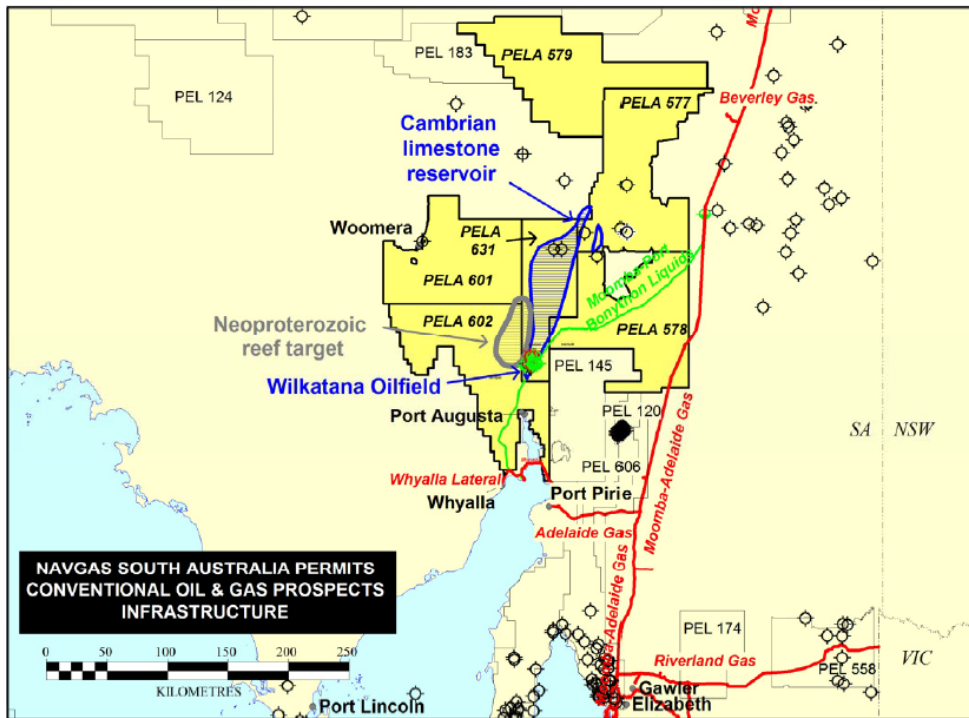 PEL 183
PELA 579
PEL 124
PELA 577
Beverley Gas
Cambrian
limestone
reservoir
Woomera
PELA
631
PELA 601
Moomba-Port
Bonython Liquids
PELA 602
PELA 578
Neoproterozoic
reef target
Wilkatana Oilfield
PEL 145
Port Augusta
PEL 120
SA
NSW
PEL 606
Whyalla Lateral
Whyalla
Port Pirie
Adelaide Gas
Moomba-Adelaide Gas
NAVGAS SOUTH AUSTRALIA PERMITS
CONVENTIONAL OIL & GAS PROSPECTS
INFRASTRUCTURE
0 50 100 150 200 250
KILOMETRES
PEL 174
Riverland Gas
PEL 558
VIC
Gawler
Elizabeth
Port Lincoln